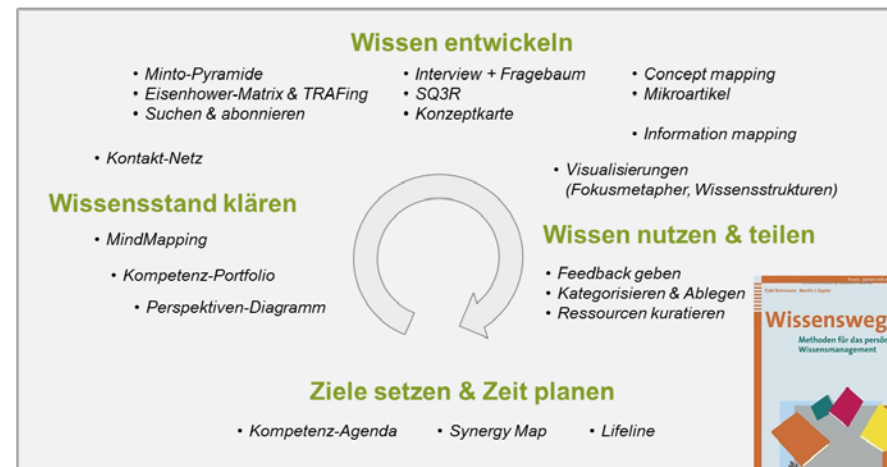 Wissen entwickeln
• Minto-Pyramide
• Eisenhower-Matrix & TRAFing
• Suchen & abonnieren
• Interview + Fragebaum
• SQ3R
• Konzeptkarte
• Concept mapping
• Mikroartikel
• Information mapping
• Kontakt-Netz
• Visualisierungen
(Fokusmetapher, Wissensstrukturen)
Wissensstand klären
• MindMapping
• Kompetenz-Portfolio
• Perspektiven-Diagramm
Wissen nutzen & teilen
• Feedback geben
• Kategorisieren & Ablegen
• Ressourcen kuratieren
Wissensweg
Methoden für das persön
Wissensmanagement
Ziele setzen & Zeit planen
• Kompetenz-Agenda
• Synergy Map
• Lifeline